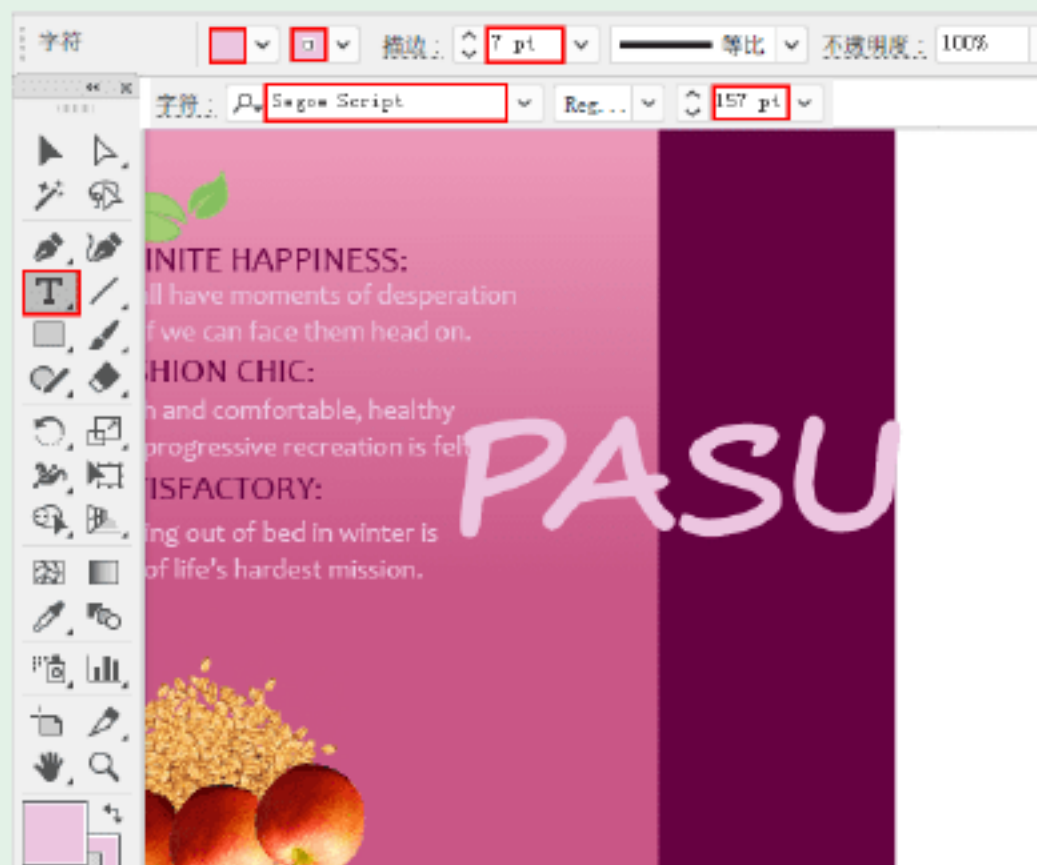 字符
描边：
7 pt
等比
不透明度：
100%
字符：
Segoe Script
Reg...
157 pt
INITE HAPPINESS:
ll have moments of desperation
f we can face them head on.
HION CHIC:
n and comfortable, healthy
progressive recreation is felt
PASU
TISFACTORY:
ing out of bed in winter is
of life's hardest mission.